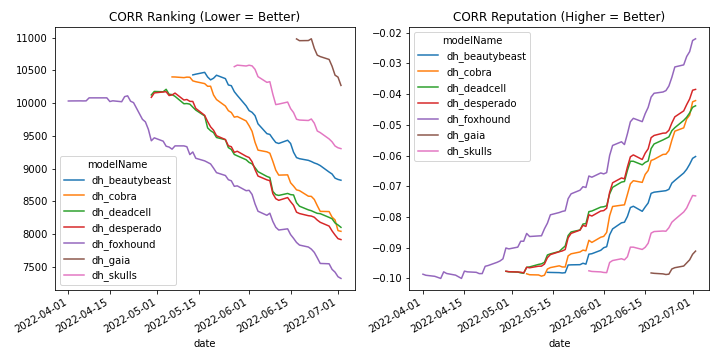 CORR Ranking (Lower = Better)
11000
10500
10000
9500
9000
8500
8000
7500
modelName
dh_beautybeast
dh_cobra
dh_deadcell
dh_desperado
dh_foxhound
dh_gaia
dh_skulls
2022-04-01
2022-04-15
2022-05-01
2022-05-15
2022-06-01
2022-06-15
2022-07-01
date
CORR Reputation (Higher = Better)
−0.02
−0.03
−0.04
−0.05
−0.06
−0.07
−0.08
−0.09
−0.10
modelName
dh_beautybeast
dh_cobra
dh_deadcell
dh_desperado
dh_foxhound
dh_gaia
dh_skulls
2022-04-01
2022-04-15
2022-05-01
2022-05-15
2022-06-01
2022-06-15
2022-07-01
date